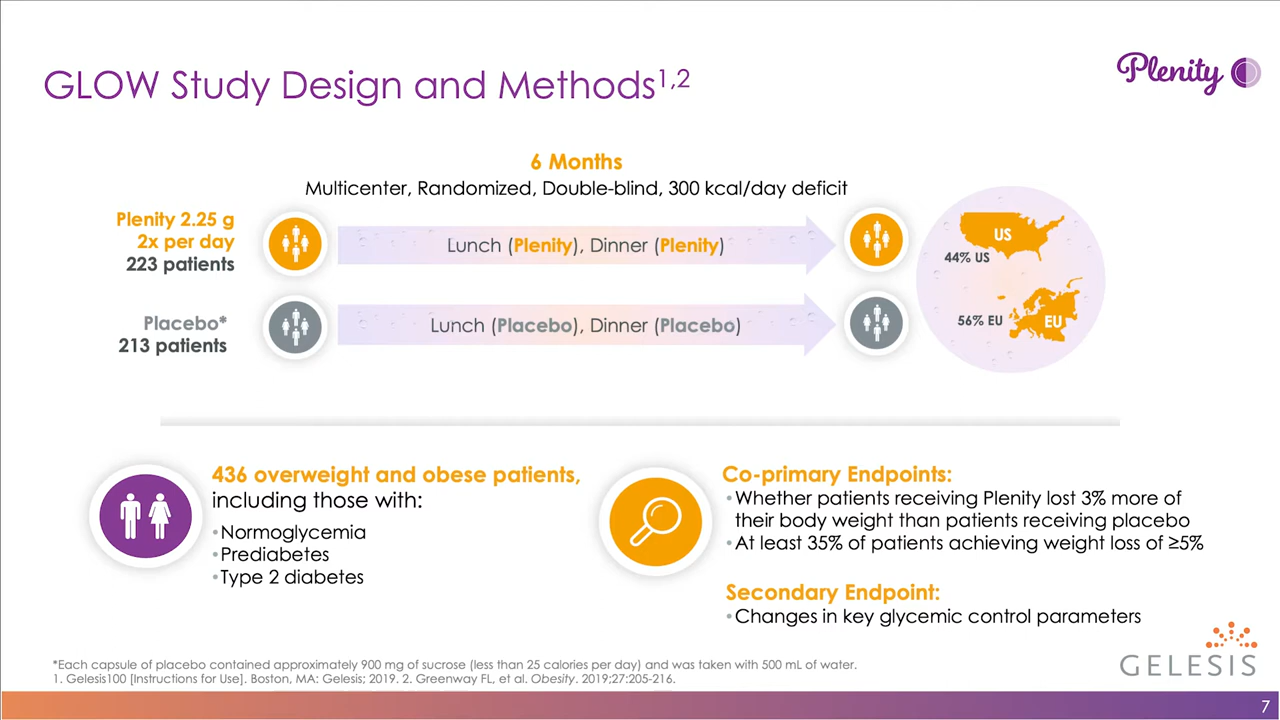 GLOW Study Design and Methods1,2
Plenity
6 Months
Multicenter, Randomized, Double-blind, 300 kcal/day deficit
Plenity 2.25 g
2x per day
223 patients
Lunch (Plenity), Dinner (Plenity)
US
44% US
Placebo*
213 patients
Lunch (Placebo), Dinner (Placebo)
56% EU
EU
436 overweight and obese patients,
including those with:
•Normoglycemia
•Prediabetes
•Type 2 diabetes
Co-primary Endpoints:
•Whether patients receiving Plenity lost 3% more of
their body weight than patients receiving placebo
•At least 35% of patients achieving weight loss of ≥5%
Secondary Endpoint:
•Changes in key glycemic control parameters
*Each capsule of placebo contained approximately 900 mg of sucrose (less than 25 calories per day) and was taken with 500 mL of water.
1. Gelesis100 [Instructions for Use]. Boston, MA: Gelesis; 2019. 2. Greenway FL, et al. Obesity. 2019;27:205-216.
GELESIS
7